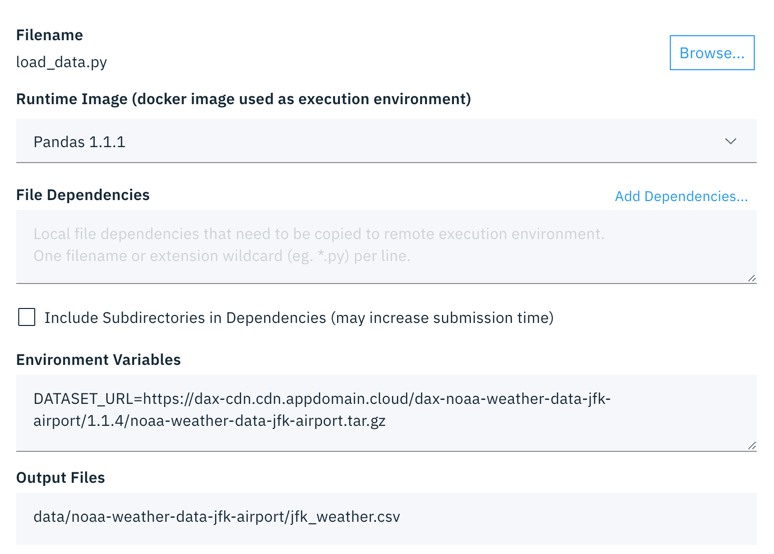 Filename
load_data.py
Browse...
Runtime Image (docker image used as execution environment)
Pandas 1.1.1
File Dependencies
Add Dependencies...
Local file dependencies that need to be copied to remote execution environment.
One filename or extension wildcard (eg. *.py) per line.
Include Subdirectories in Dependencies (may increase submission time)
Environment Variables
DATASET_URL=https://dax-cdn.cdn.appdomain.cloud/dax-noaa-weather-data-jfk-
airport/1.1.4/noaa-weather-data-jfk-airport.tar.gz
Output Files
data/noaa-weather-data-jfk-airport/jfk_weather.csv